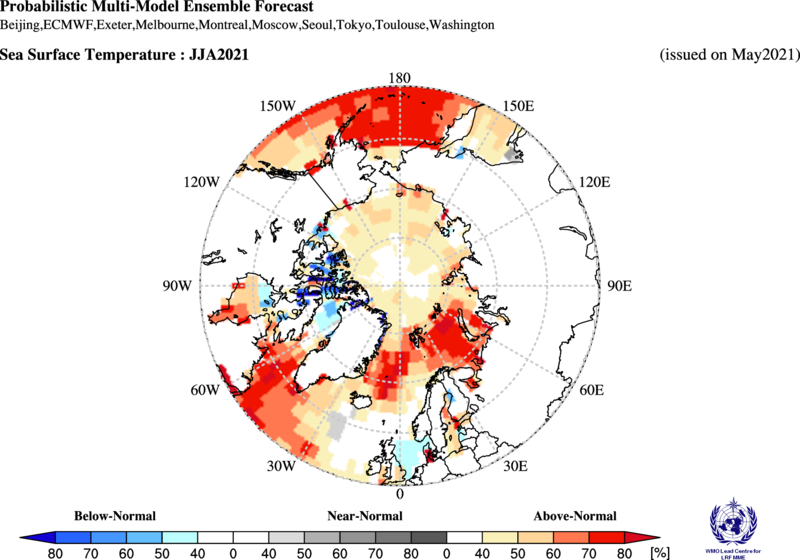 Probabilistic Multi-Model Ensemble Forecast
Beijing,ECMWF,Exeter,Melbourne,Montreal,Moscow,Seoul,Tokyo,Toulouse,Washington
Sea Surface Temperature : JJA2021 (issued on May2021)
180
150W 150E
120W 120E
90W 90E
60W 60E
30W 30E
0
Below-Normal Near-Normal Above-Normal
80 70 60 50 40 0 40 50 60 70 80 0 40 50 60 70 80 [%]
WMO Lead Centre for
LRF MME